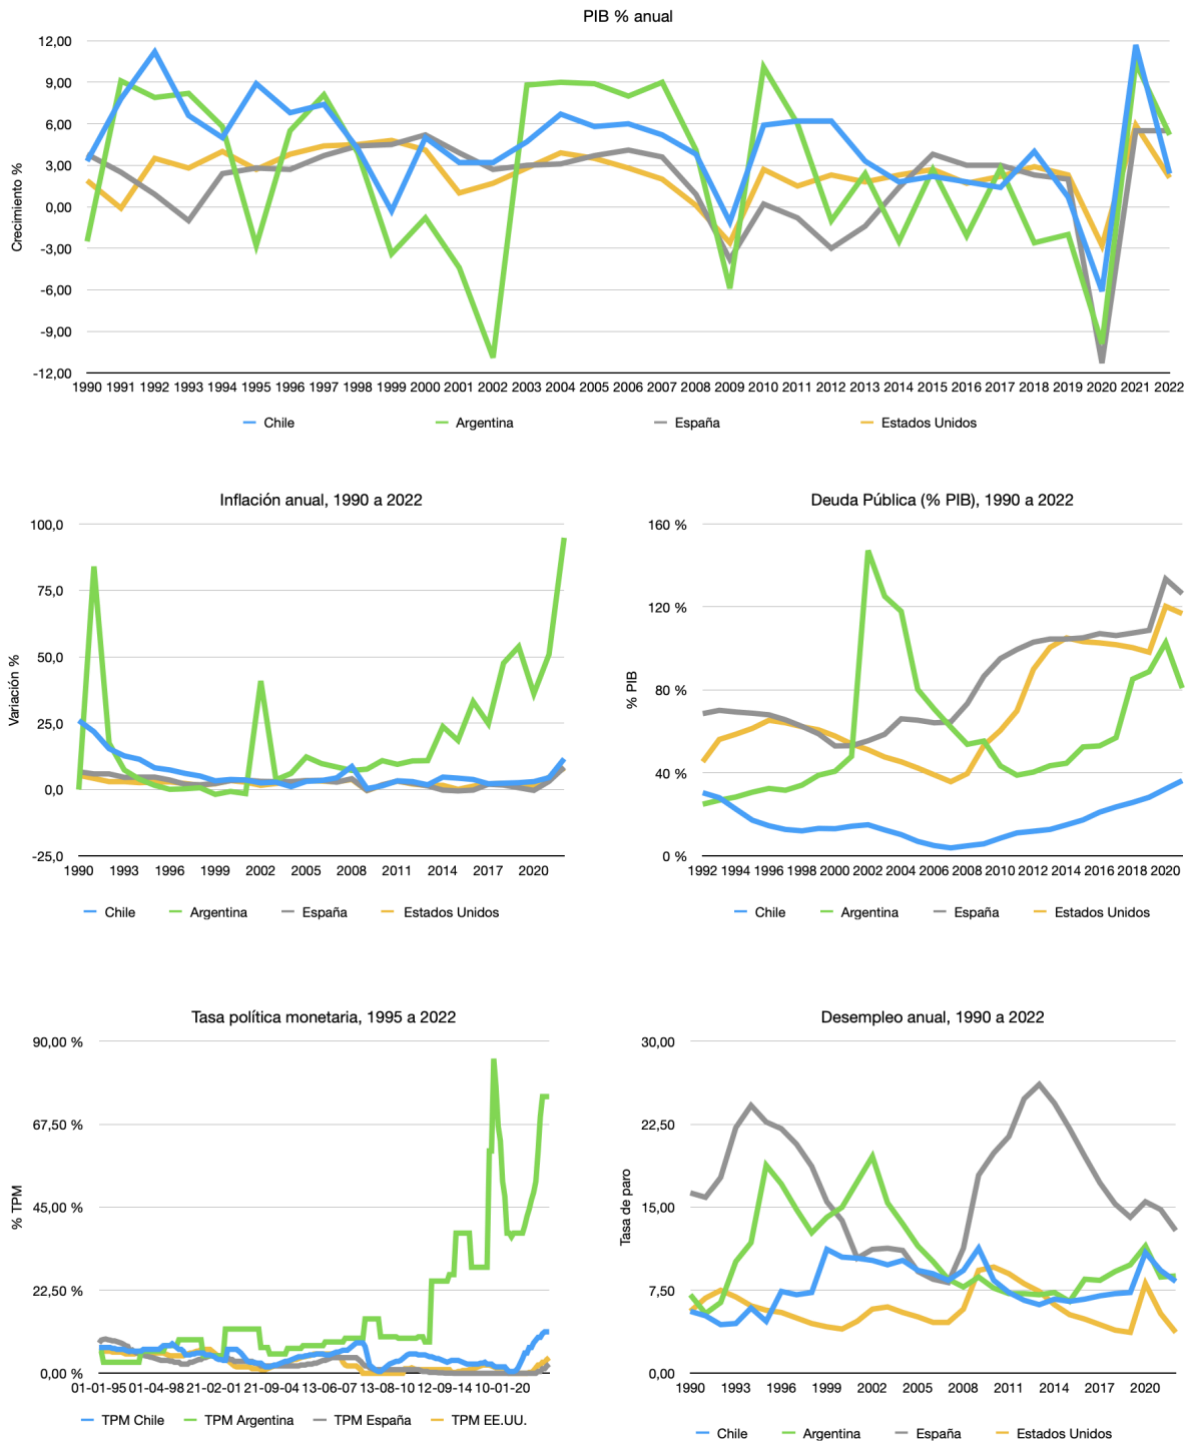 PIB % anual
Crecimiento %
12,00
9,00
6,00
3,00
0,00
-3,00
-6,00
-9,00
-12,00
1990 1991 1992 1993 1994 1995 1996 1997 1998 1999 2000 2001 2002 2003 2004 2005 2006 2007 2008 2009 2010 2011 2012 2013 2014 2015 2016 2017 2018 2019 2020 2021 2022
Chile Argentina España Estados Unidos
Inflación anual, 1990 a 2022
Variación %
100,0
75,0
50,0
25,0
0,0
-25,0
1990 1993 1996 1999 2002 2005 2008 2011 2014 2017 2020
Chile Argentina España Estados Unidos
Deuda Pública (% PIB), 1990 a 2022
% PIB
160 %
120 %
80 %
40 %
0 %
1992 1994 1996 1998 2000 2002 2004 2006 2008 2010 2012 2014 2016 2018 2020
Chile Argentina España Estados Unidos
Tasa política monetaria, 1995 a 2022
% TPM
90,00 %
67,50 %
45,00 %
22,50 %
0,00 %
01-01-95 01-04-98 21-02-01 21-09-04 13-06-07 13-08-10 12-09-14 10-01-20
TPM Chile TPM Argentina TPM España TPM EE.UU.
Desempleo anual, 1990 a 2022
Tasa de paro
30,00
22,50
15,00
7,50
0,00
1990 1993 1996 1999 2002 2005 2008 2011 2014 2017 2020
Chile Argentina España Estados Unidos